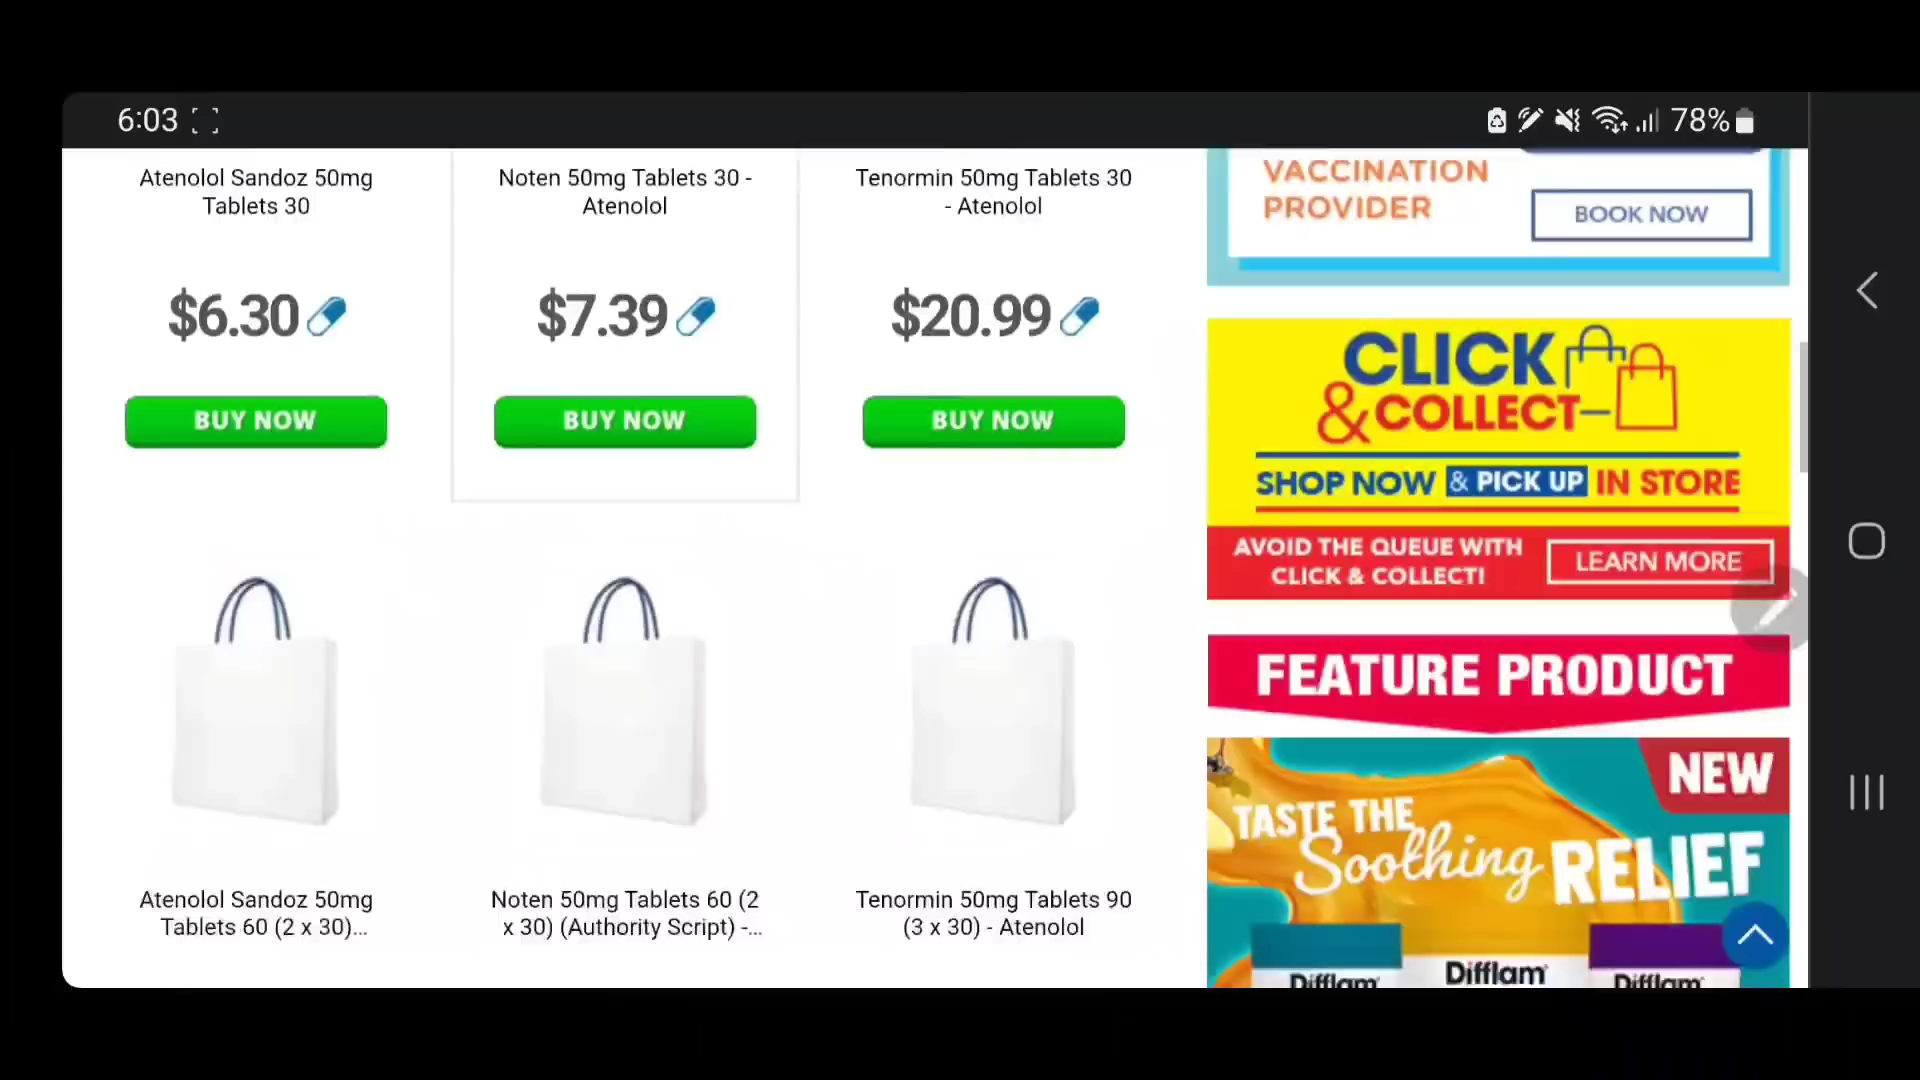 6:03
78%
Atenolol Sandoz 50mg
Tablets 30
$6.30
BUY NOW
Noten 50mg Tablets 30 -
Atenolol
$7.39
BUY NOW
Tenormin 50mg Tablets 30
- Atenolol
$20.99
BUY NOW
Atenolol Sandoz 50mg
Tablets 60 (2 x 30)...
Noten 50mg Tablets 60 (2
x 30) (Authority Script) -...
Tenormin 50mg Tablets 90
(3 x 30) - Atenolol
VACCINATION
PROVIDER
BOOK NOW
CLICK
&COLLECT
SHOP NOW & PICK UP IN STORE
AVOID THE QUEUE WITH
CLICK & COLLECT!
LEARN MORE
FEATURE PRODUCT
NEW
TASTE THE
Soothing RELIEF
Difflam
Difflam
Difflam